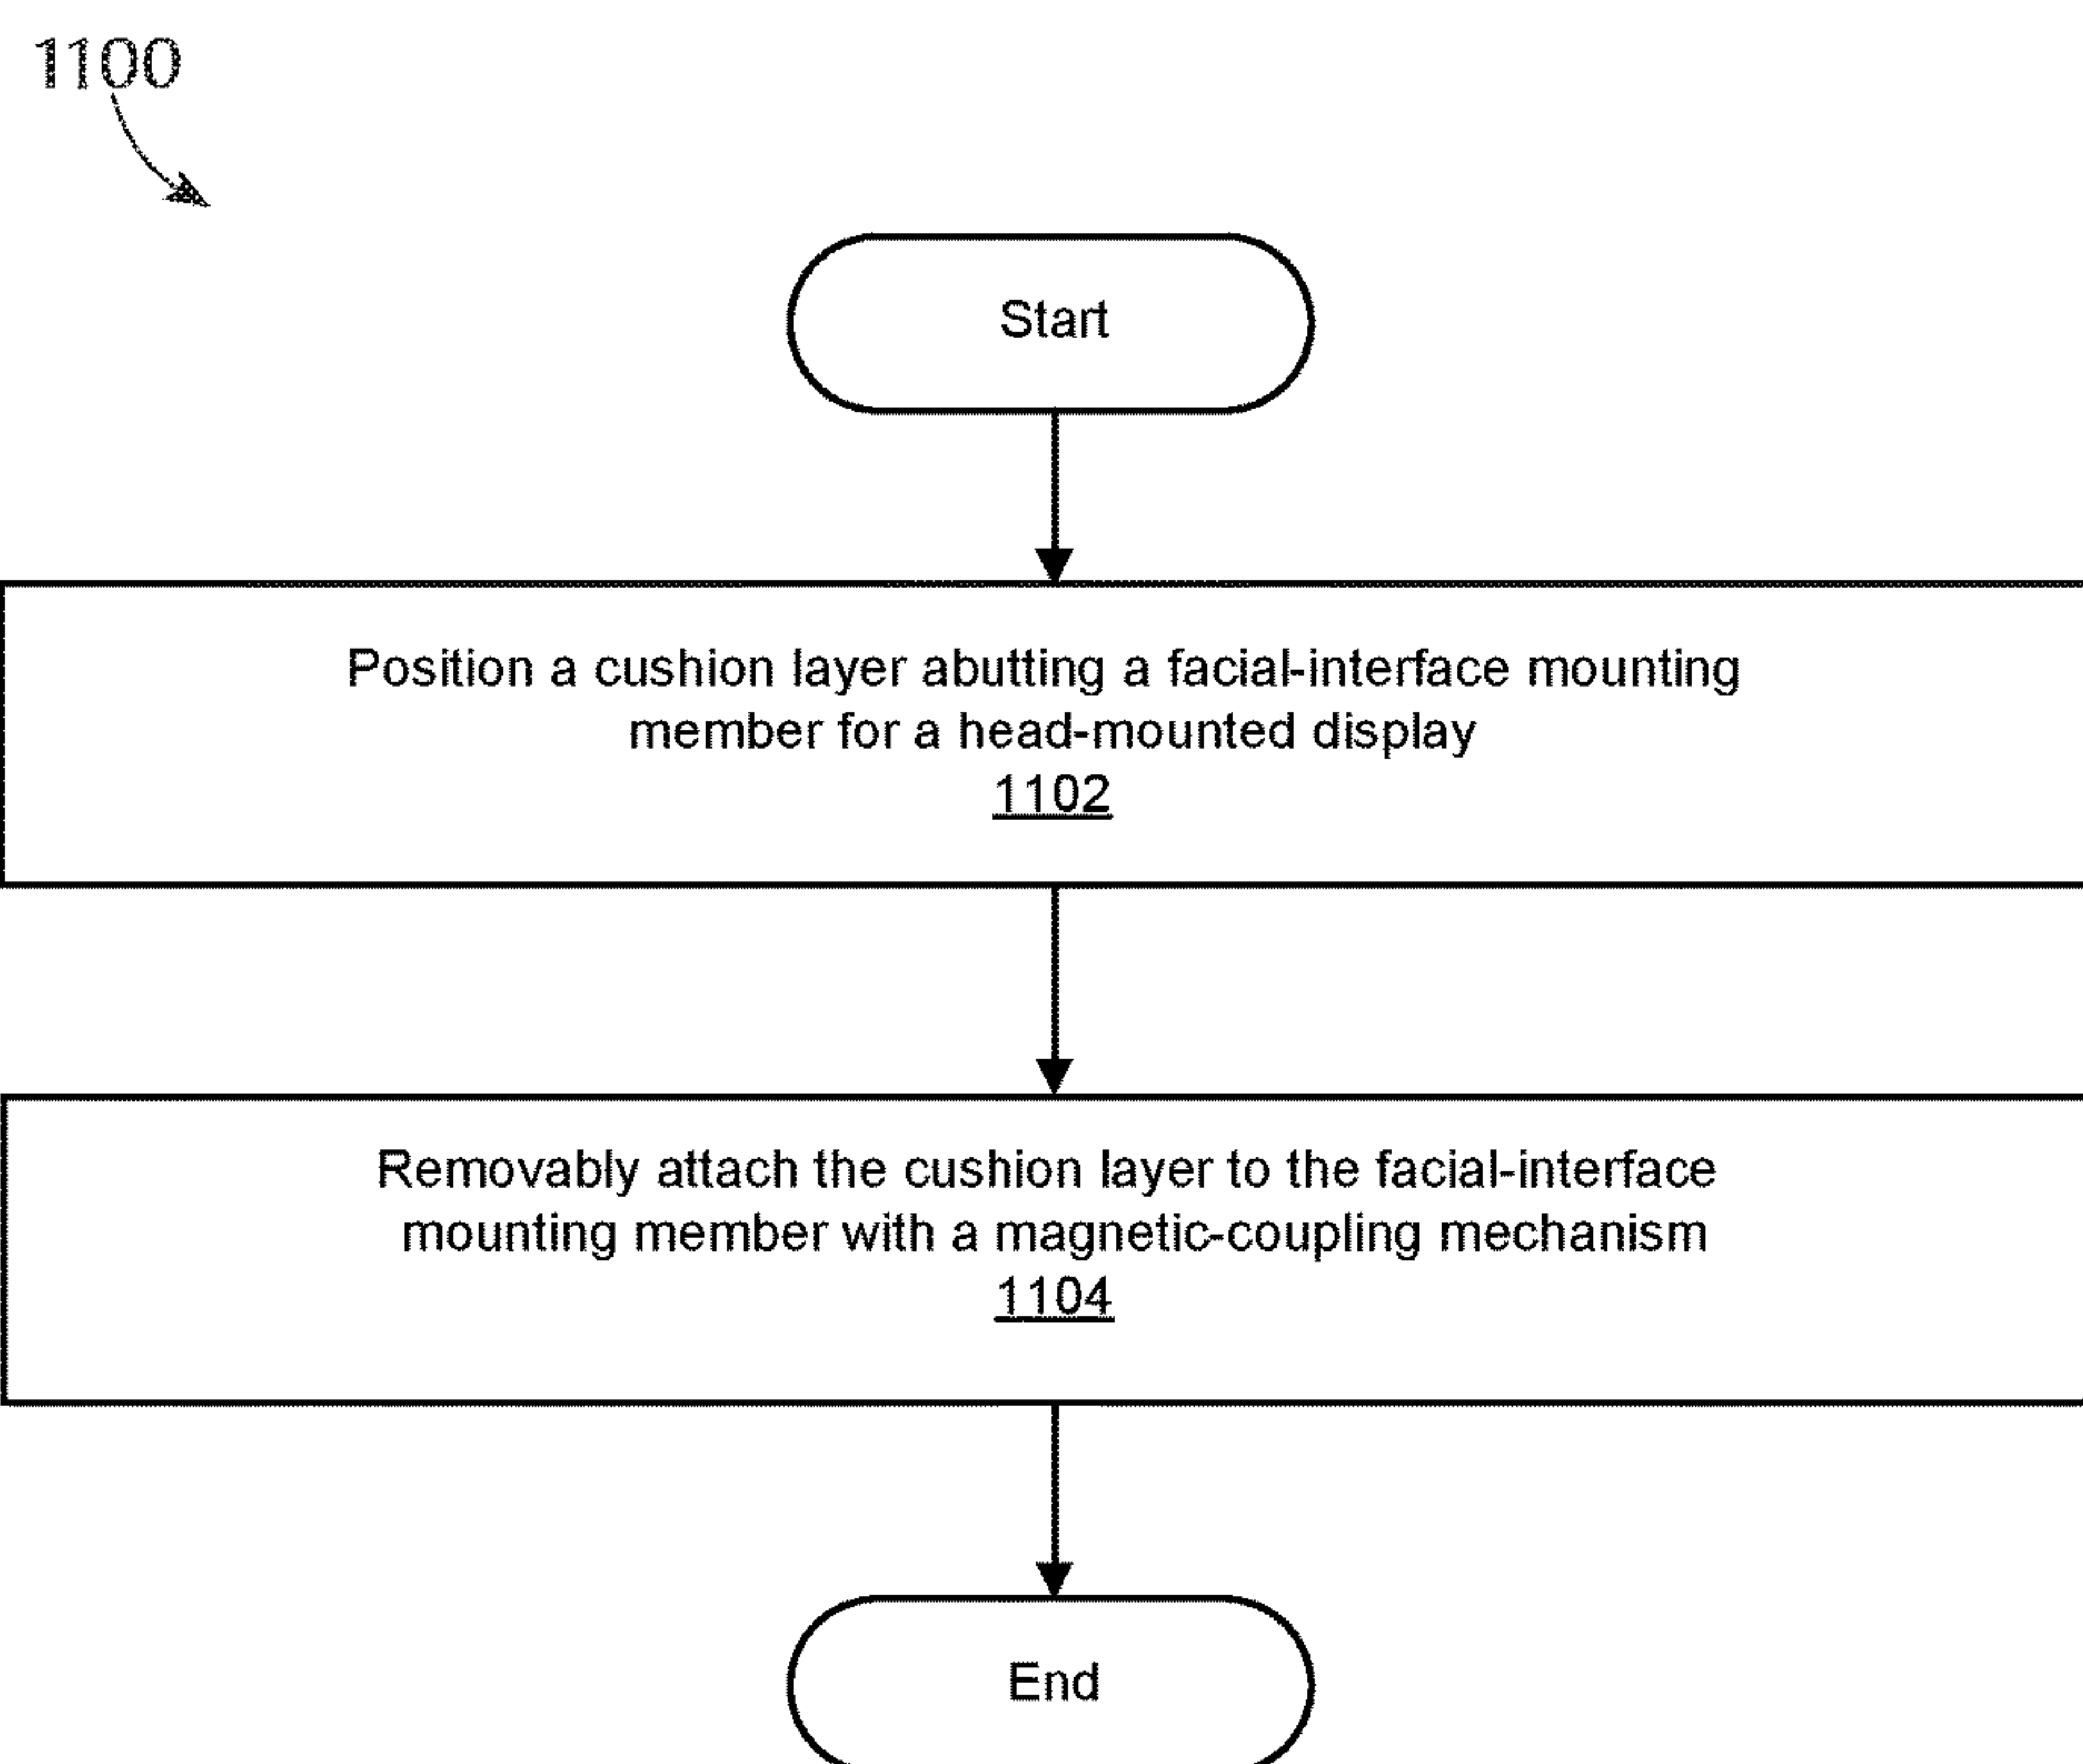 1100
Start
Position a cushion layer abutting a facial-interface mounting
member for a head-mounted display
1102
Removably attach the cushion layer to the facial-interface
mounting member with a magnetic-coupling mechanism
1104
End